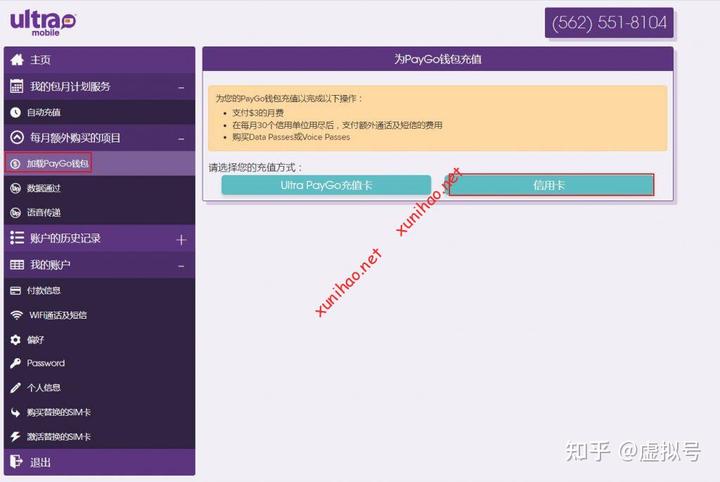 ultra
mobile
(562) 551-8104
主页
我的包月计划服务
自动充值
每月额外购买的项目
加载PayGo钱包
数据通过
语音传递
账户的历史记录
我的账户
付款信息
WiFi通话及短信
偏好
Password
个人信息
购买替换的SIM卡
激活替换的SIM卡
退出
为PayGo钱包充值
为您的PayGo钱包充值以完成以下操作：
支付$3的月费
在每月30个信用单位用尽后，支付额外通话及短信的费用
购买Data Passes或Voice Passes
请选择您的充值方式：
Ultra PayGo充值卡
信用卡
xunihao.net
xunihao.net
知乎 @虚拟号